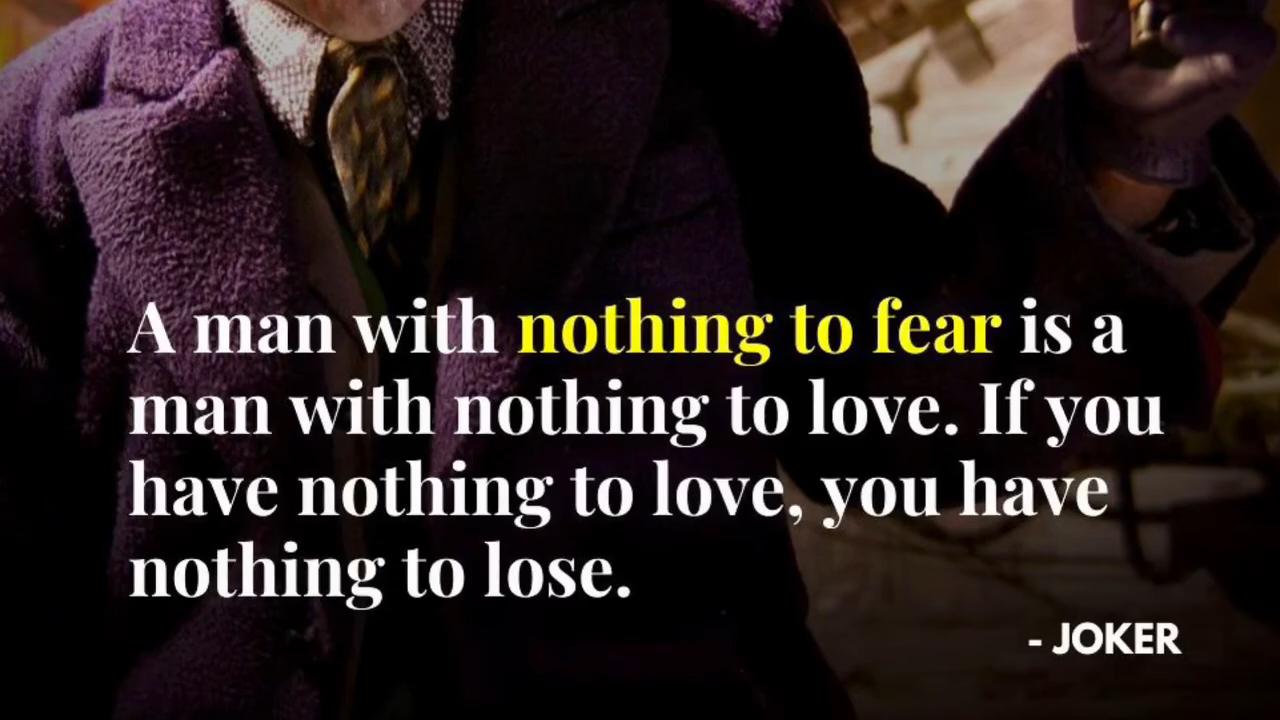 A man with nothing to fear is a
man with nothing to love. If you
have nothing to love, you have
nothing to lose.
- JOKER